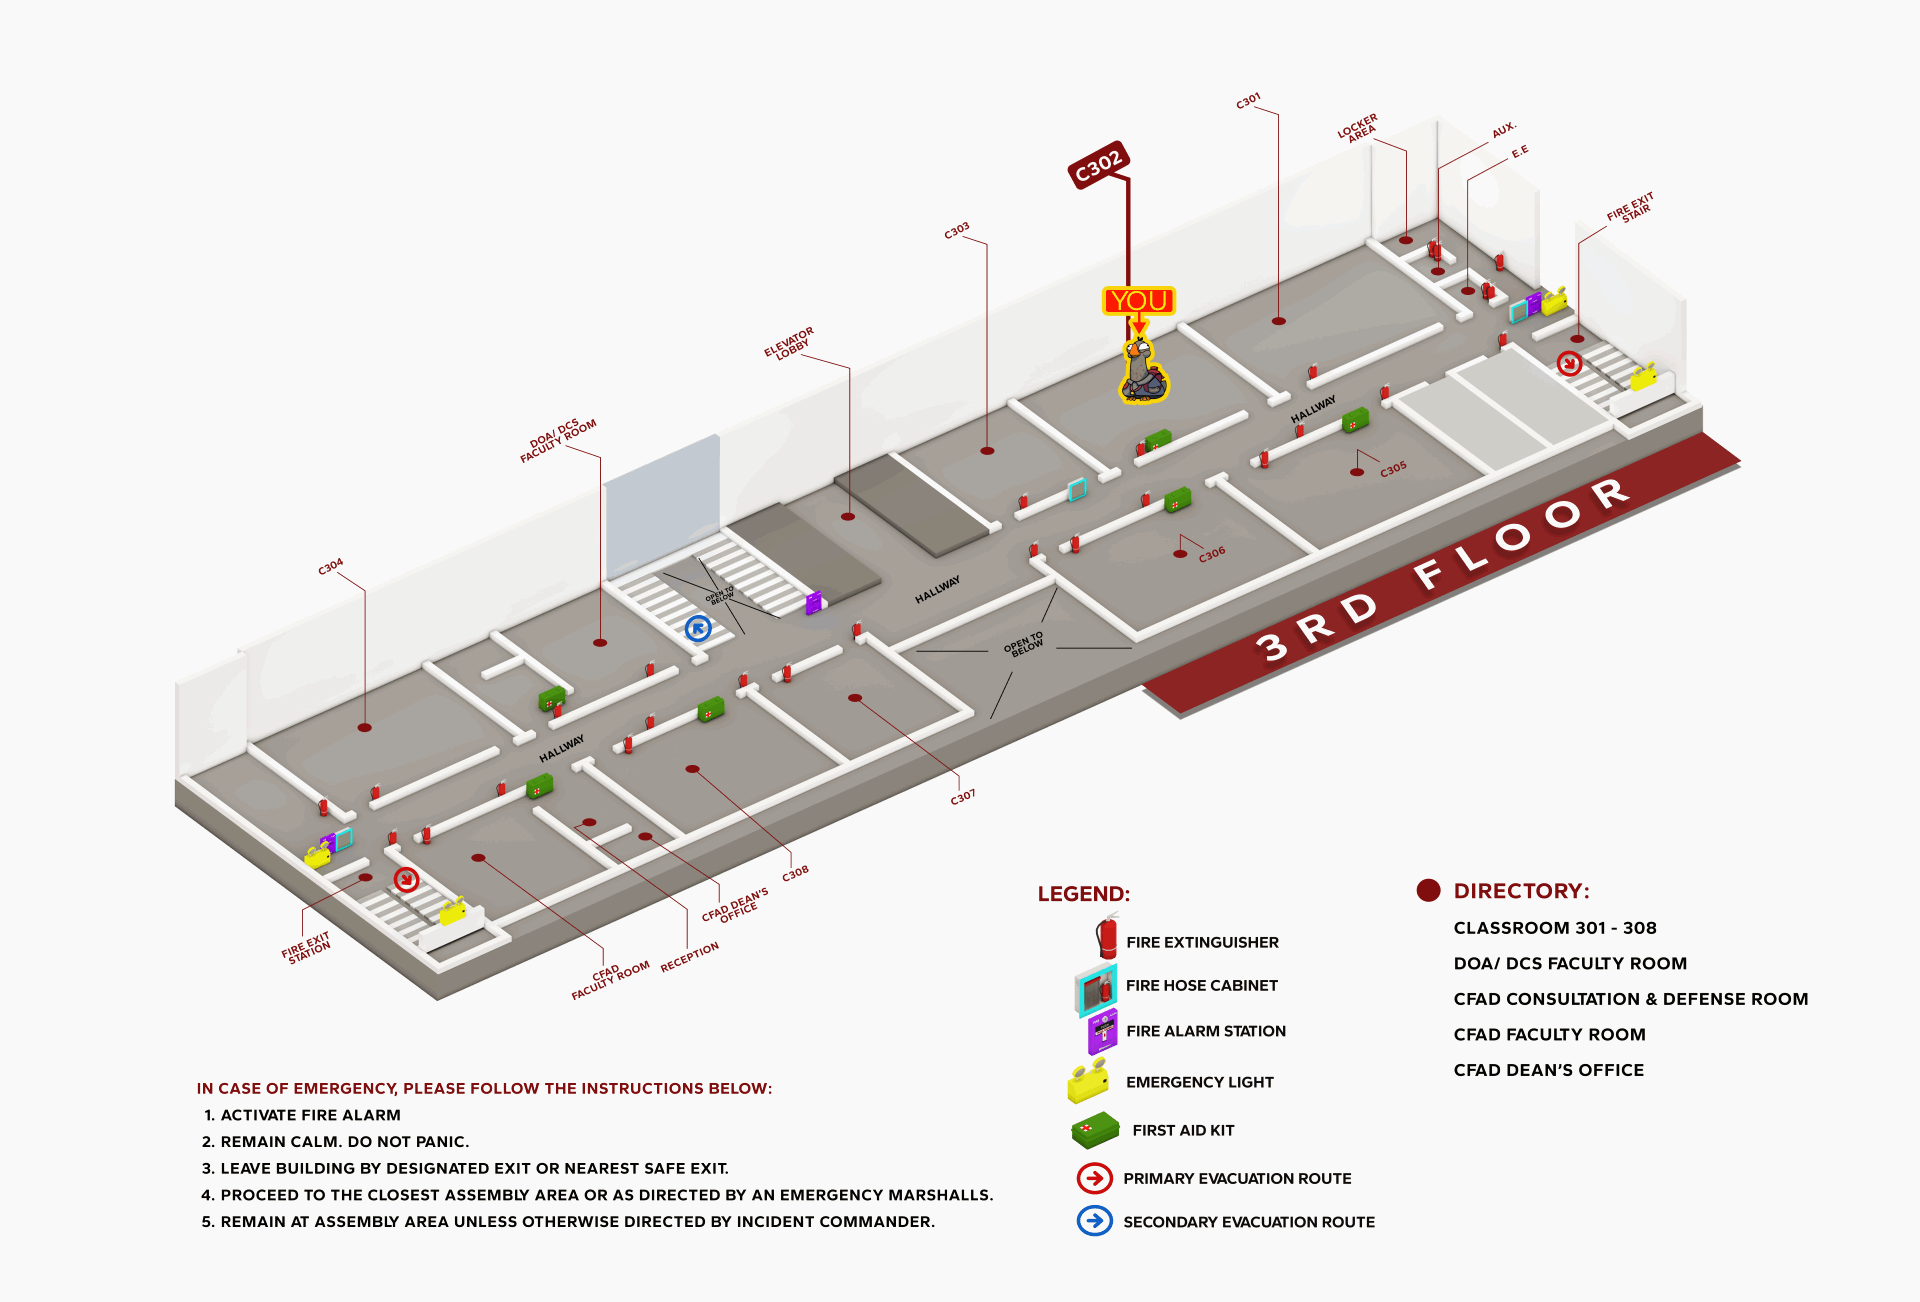 C301
LOCKER
AREA
AUX.
E.E
C302
FIRE EXIT
STAIR
C303
YOU
ELEVATOR
LOBBY
DOA/ DCS
FACULTY ROOM
HALLWAY
C305
C304
C306
OPEN TO
BELOW
HALLWAY
OPEN TO
BELOW
3RD FLOOR
HALLWAY
C307
C308
CFAD DEAN'S
OFFICE
RECEPTION
CFAD
FACULTY ROOM
FIRE EXIT
STATION
LEGEND:
FIRE EXTINGUISHER
FIRE HOSE CABINET
FIRE ALARM STATION
EMERGENCY LIGHT
FIRST AID KIT
PRIMARY EVACUATION ROUTE
SECONDARY EVACUATION ROUTE
DIRECTORY:
CLASSROOM 301 - 308
DOA/ DCS FACULTY ROOM
CFAD CONSULTATION & DEFENSE ROOM
CFAD FACULTY ROOM
CFAD DEAN'S OFFICE
IN CASE OF EMERGENCY, PLEASE FOLLOW THE INSTRUCTIONS BELOW:
1. ACTIVATE FIRE ALARM
2. REMAIN CALM. DO NOT PANIC.
3. LEAVE BUILDING BY DESIGNATED EXIT OR NEAREST SAFE EXIT.
4. PROCEED TO THE CLOSEST ASSEMBLY AREA OR AS DIRECTED BY AN EMERGENCY MARSHALLS.
5. REMAIN AT ASSEMBLY AREA UNLESS OTHERWISE DIRECTED BY INCIDENT COMMANDER.